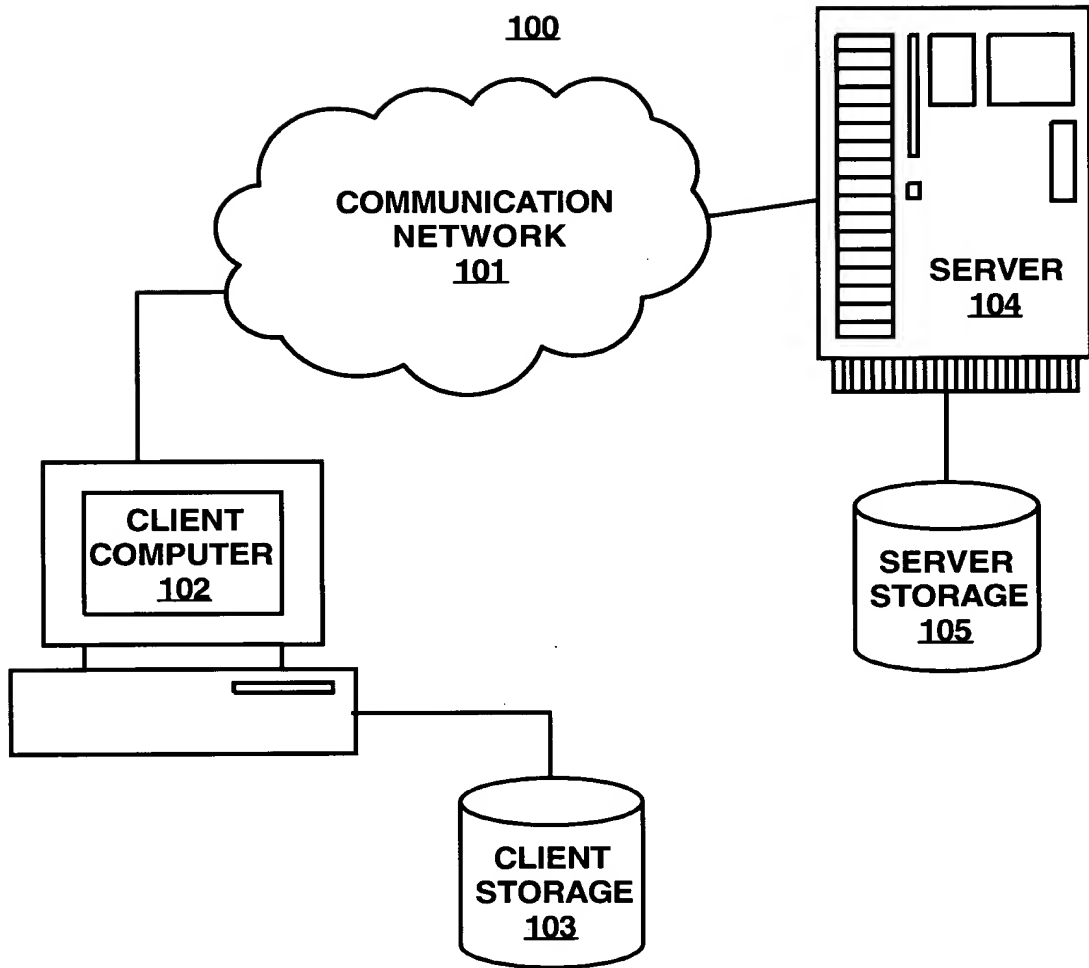 100
COMMUNICATION
NETWORK
101
SERVER
104
CLIENT
COMPUTER
102
SERVER
STORAGE
105
CLIENT
STORAGE
103